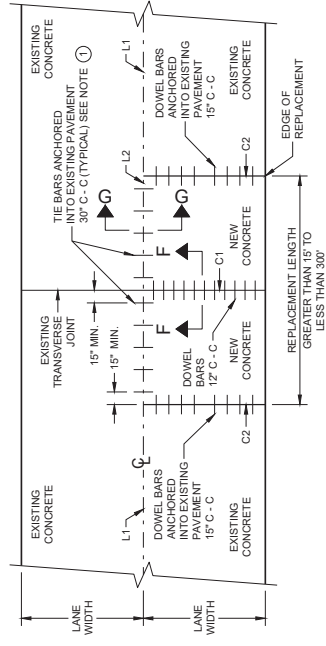 EXISTING
CONCRETE
EXISTING
TRANSVERSE
JOINT
TIE BARS ANCHORED
INTO EXISTING PAVEMENT
30" C - C (TYPICAL) SEE NOTE 1
EXISTING
CONCRETE
15" MIN.
15" MIN.
LANE
WIDTH
L1
CL
L2
L1
G
G
F
F
LANE
WIDTH
DOWEL BARS
ANCHORED
INTO EXISTING
PAVEMENT
15" C - C
DOWEL
BARS
12" C - C
C1
DOWEL BARS
ANCHORED
INTO EXISTING
PAVEMENT
15" C - C
EXISTING
CONCRETE
C2
NEW
CONCRETE
NEW
CONCRETE
C2
EXISTING
CONCRETE
REPLACEMENT LENGTH
GREATER THAN 15' TO
LESS THAN 300'
EDGE OF
REPLACEMENT